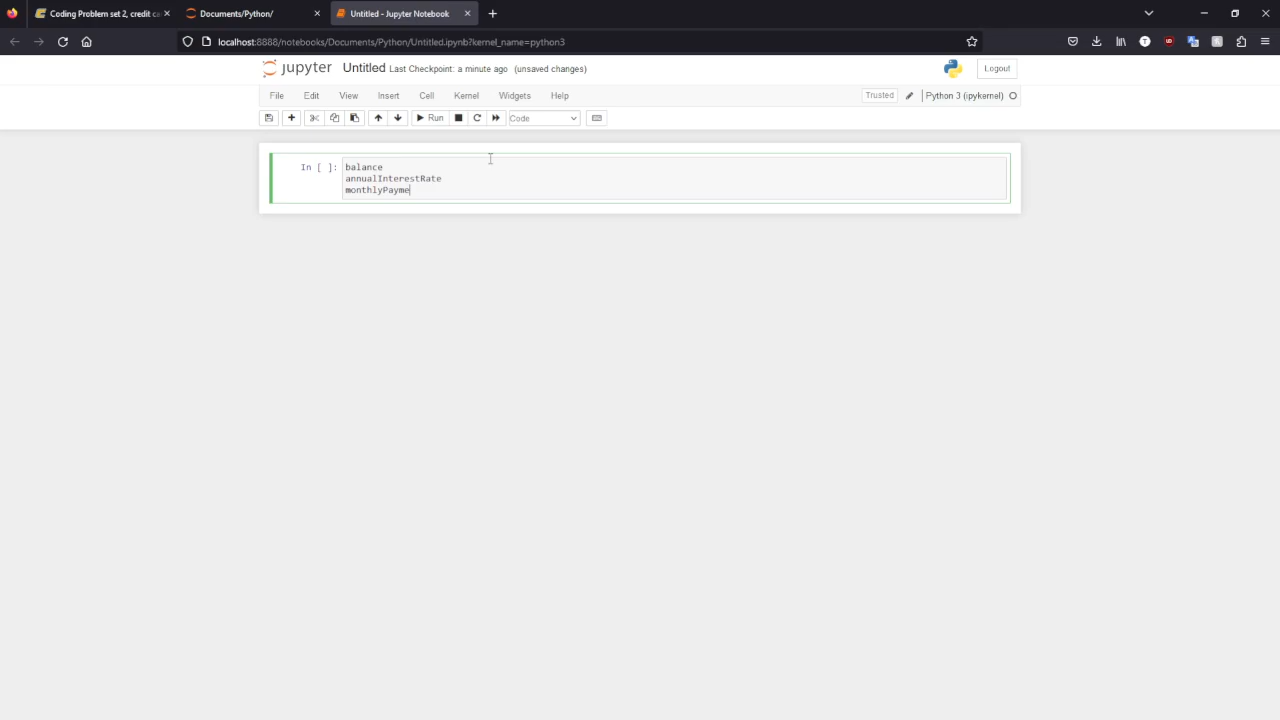 Coding Problem set 2, credit ca
Documents/Python/
Untitled - Jupyter Notebook
localhost:8888/notebooks/Documents/Python/Untitled.ipynb?kernel_name=python3
jupyter Untitled Last Checkpoint: a minute ago (unsaved changes)
Logout
File Edit View Insert Cell Kernel Widgets Help
Trusted Python 3 (ipykernel)
Run Code
In [ ]: balance
annualInterestRate
monthlyPayme